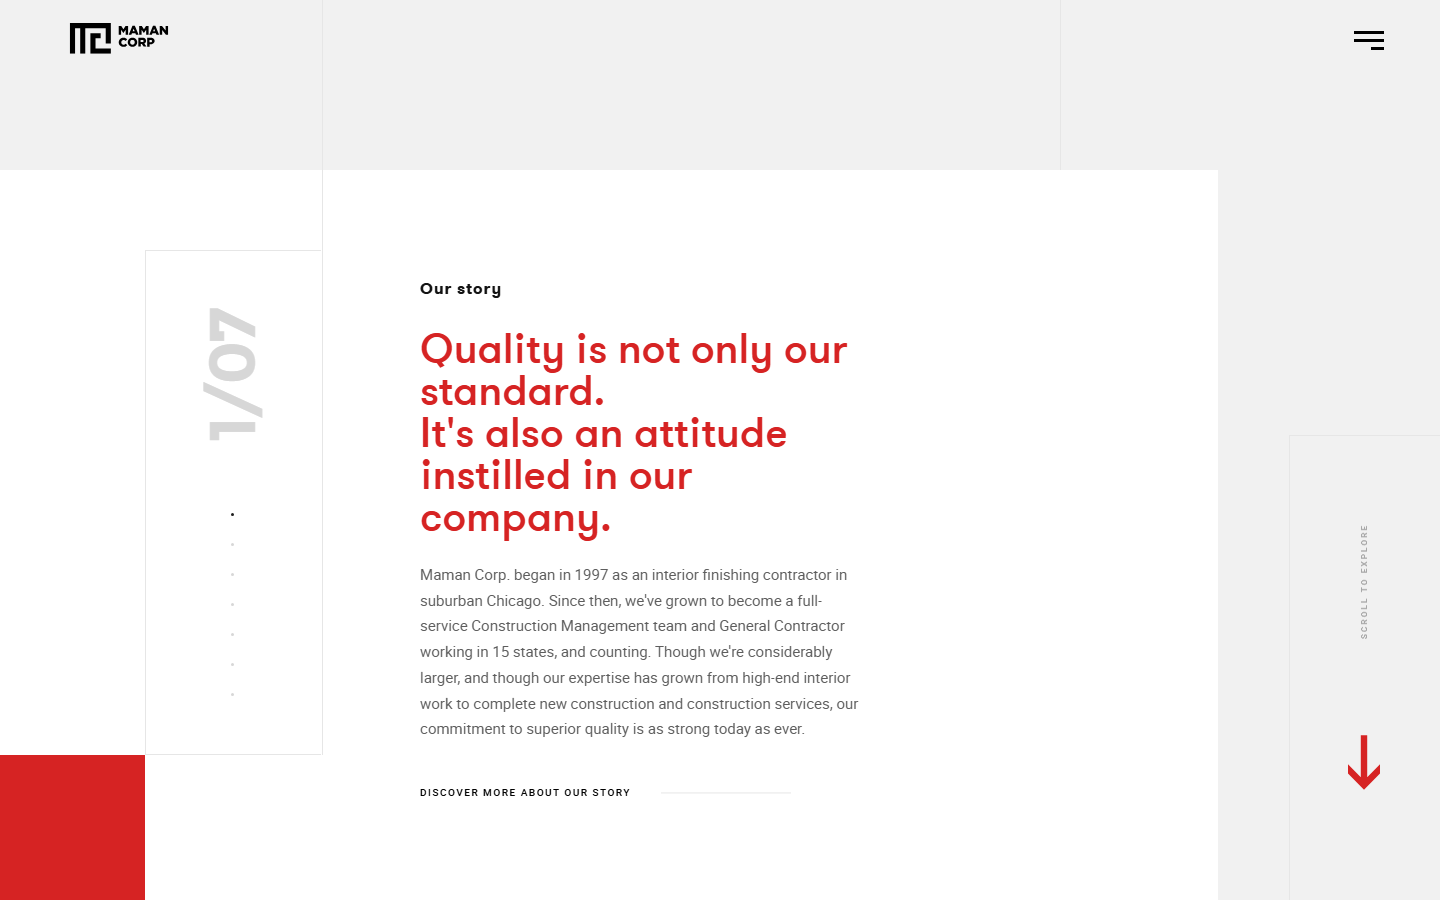 MAMAN
CORP
1/07
Our story
Quality is not only our
standard.
It's also an attitude
instilled in our
company.
Maman Corp. began in 1997 as an interior finishing contractor in
suburban Chicago. Since then, we've grown to become a full-
service Construction Management team and General Contractor
working in 15 states, and counting. Though we're considerably
larger, and though our expertise has grown from high-end interior
work to complete new construction and construction services, our
commitment to superior quality is as strong today as ever.
DISCOVER MORE ABOUT OUR STORY
SCROLL TO EXPLORE